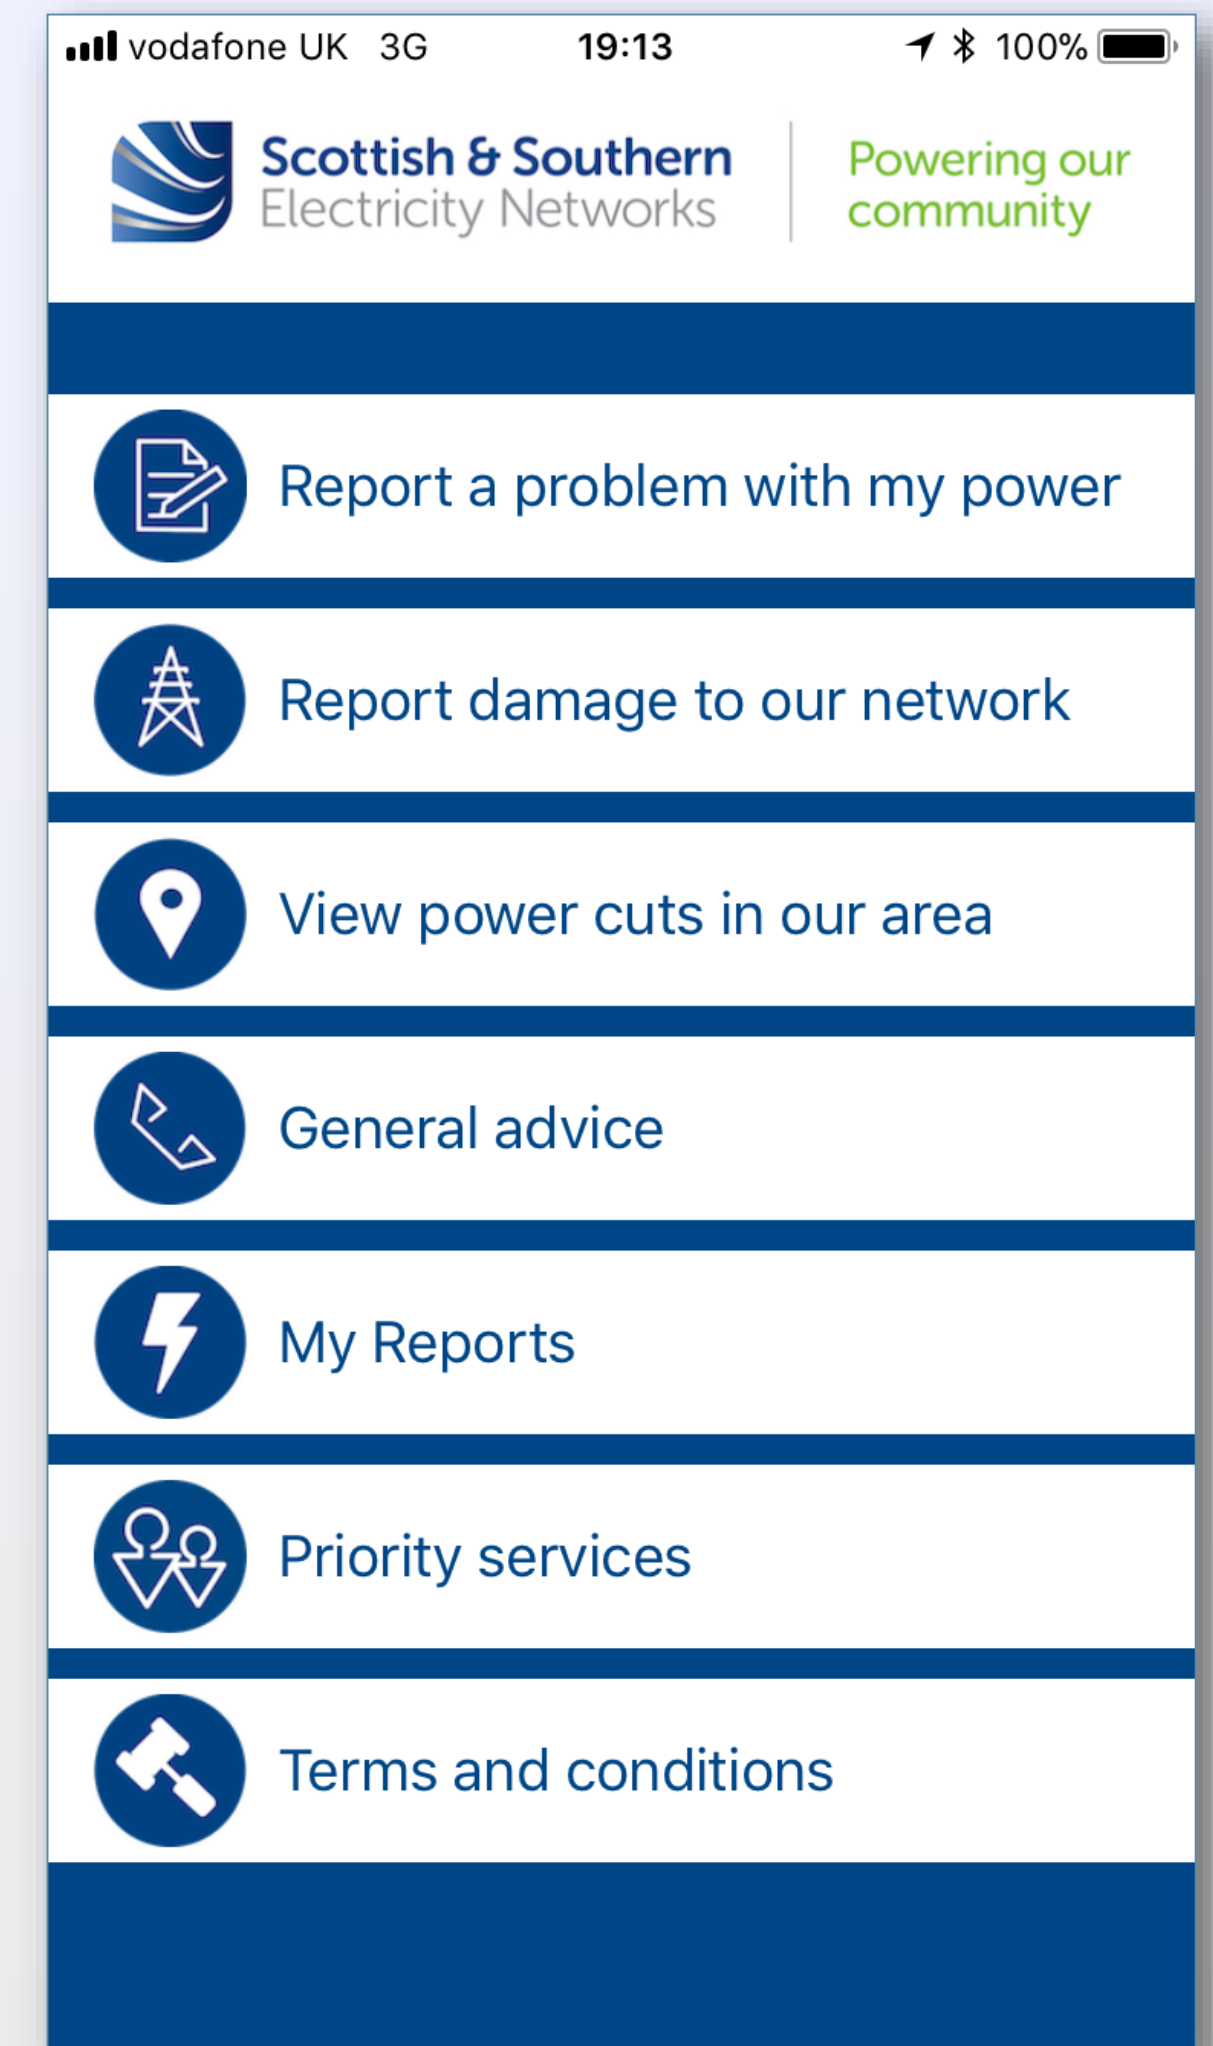 vodafone UK 3G 19:13 100%
Scottish & Southern
Electricity Networks
Powering our
community
Report a problem with my power
Report damage to our network
View power cuts in our area
General advice
My Reports
Priority services
Terms and conditions